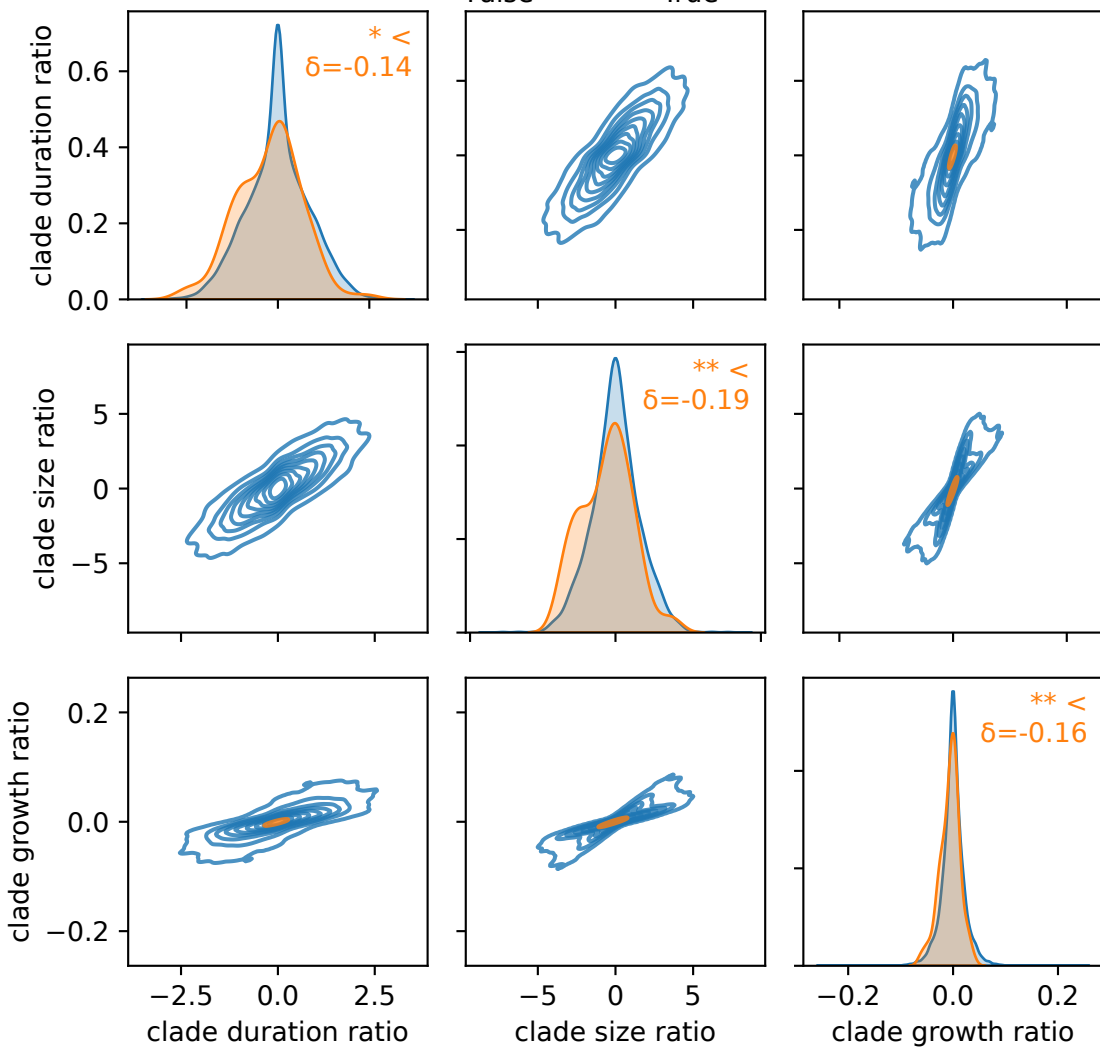 clade duration ratio
0.6
0.4
0.2
0.0
* <
δ=-0.14
clade size ratio
5
0
−5
** <
δ=-0.19
clade growth ratio
0.2
0.0
−0.2
** <
δ=-0.16
−2.5 0.0 2.5
clade duration ratio
−5 0 5
clade size ratio
−0.2 0.0 0.2
clade growth ratio